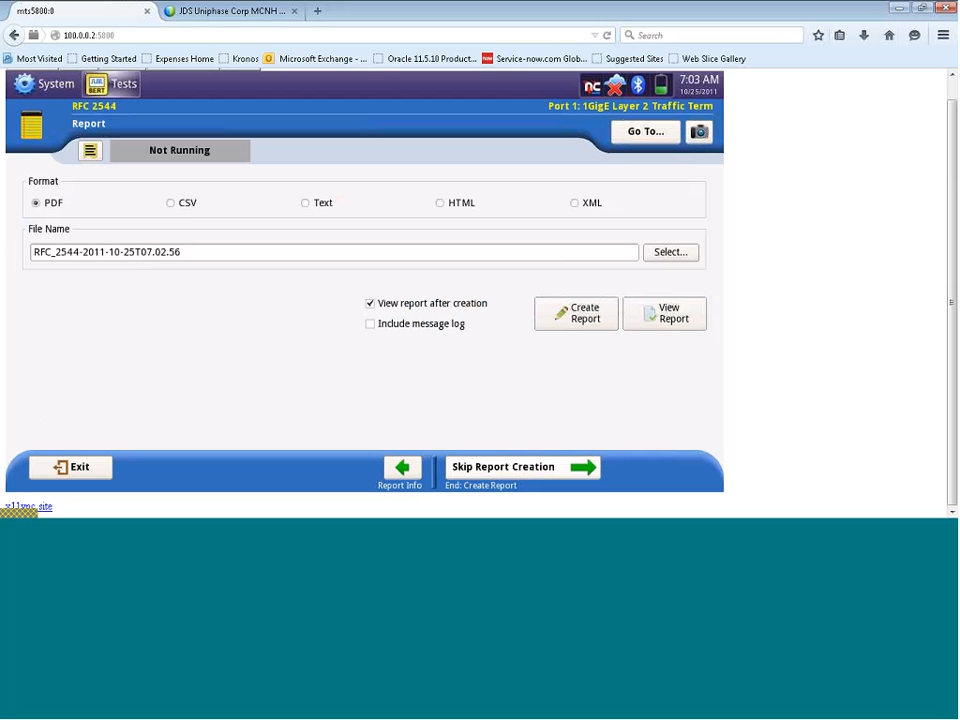 mts5800:0
JDS Uniphase Corp MCNH ...
100.0.0.2:5800
Search
Most Visited Getting Started Expenses Home Kronos Microsoft Exchange - ... Oracle 11.5.10 Product... Service-now.com Glob... Suggested Sites Web Slice Gallery
System Tests 7:03 AM
10/25/2011
RFC 2544 Port 1: 1GigE Layer 2 Traffic Term
Report
Go To...
Not Running
Format
PDF CSV Text HTML XML
File Name
RFC_2544-2011-10-25T07.02.56 Select...
View report after creation
Include message log
Create Report
View Report
Exit
Skip Report Creation
Report Info End: Create Report